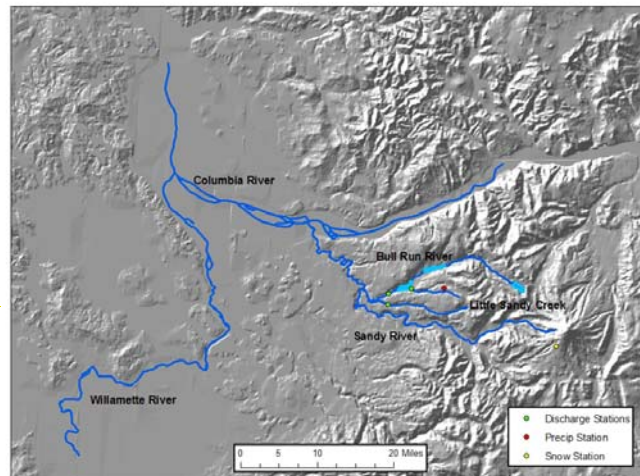 Columbia River
Bull Run River
Little Sandy Creek
Sandy River
Willamette River
0 5 10 20 Miles
Discharge Stations
Precip Station
Snow Station